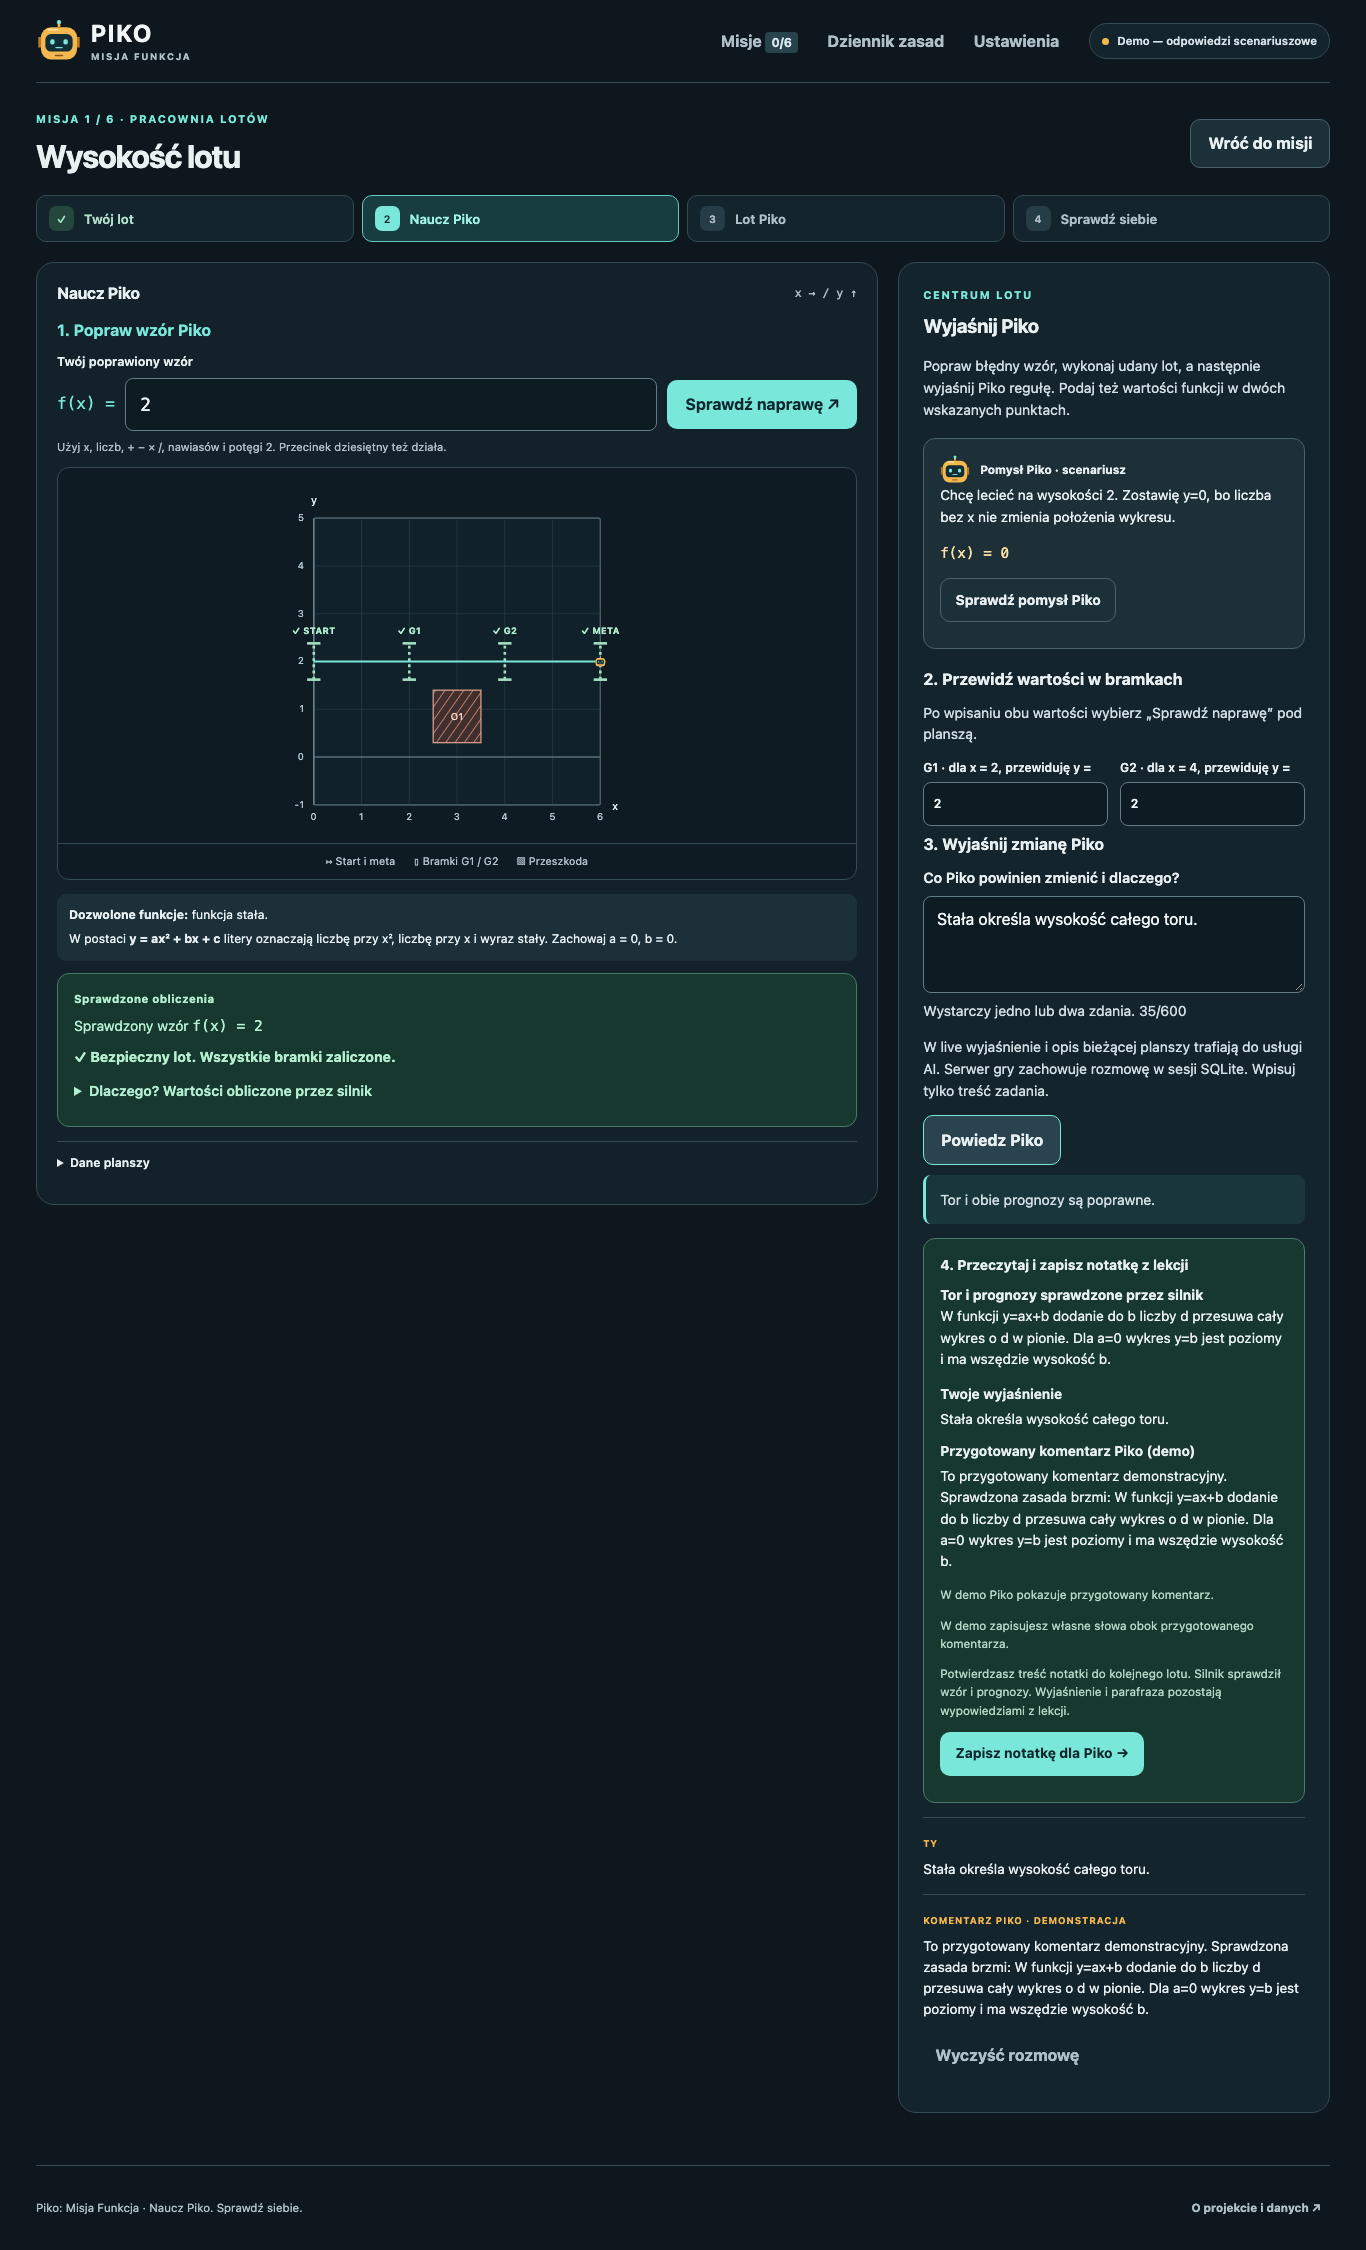 PIKO
MISJA FUNKCJA
Misje 0/6
Dziennik zasad
Ustawienia
Demo — odpowiedzi scenariuszowe
MISJA 1 / 6 · PRACOWNIA LOTÓW
Wysokość lotu
Wróć do misji
✓ Twój lot
2 Naucz Piko
3 Lot Piko
4 Sprawdź siebie
Naucz Piko
x → / y ↑
1. Popraw wzór Piko
Twój poprawiony wzór
f(x) =
2
Sprawdź naprawę ↗
Użyj x, liczb, + − × /, nawiasów i potęgi 2. Przecinek dziesiętny też działa.
y
5
4
3
✓ START
✓ G1
✓ G2
✓ META
2
1
O1
0
-1
x
0 1 2 3 4 5 6
↦ Start i meta
▯ Bramki G1 / G2
▨ Przeszkoda
Dozwolone funkcje: funkcja stała.
W postaci y = ax² + bx + c litery oznaczają liczbę przy x², liczbę przy x i wyraz stały. Zachowaj a = 0, b = 0.
Sprawdzone obliczenia
Sprawdzony wzór f(x) = 2
✓ Bezpieczny lot. Wszystkie bramki zaliczone.
▶ Dlaczego? Wartości obliczone przez silnik
▶ Dane planszy
CENTRUM LOTU
Wyjaśnij Piko
Popraw błędny wzór, wykonaj udany lot, a następnie
wyjaśnij Piko regułę. Podaj też wartości funkcji w dwóch
wskazanych punktach.
Pomysł Piko · scenariusz
Chcę lecieć na wysokości 2. Zostawię y=0, bo liczba
bez x nie zmienia położenia wykresu.
f(x) = 0
Sprawdź pomysł Piko
2. Przewidź wartości w bramkach
Po wpisaniu obu wartości wybierz „Sprawdź naprawę” pod
planszą.
G1 · dla x = 2, przewiduję y =
G2 · dla x = 4, przewiduję y =
2
2
3. Wyjaśnij zmianę Piko
Co Piko powinien zmienić i dlaczego?
Stała określa wysokość całego toru.
Wystarczy jedno lub dwa zdania. 35/600
W live wyjaśnienie i opis bieżącej planszy trafiają do usługi
AI. Serwer gry zachowuje rozmowę w sesji SQLite. Wpisuj
tylko treść zadania.
Powiedz Piko
Tor i obie prognozy są poprawne.
4. Przeczytaj i zapisz notatkę z lekcji
Tor i prognozy sprawdzone przez silnik
W funkcji y=ax+b dodanie do b liczby d przesuwa cały
wykres o d w pionie. Dla a=0 wykres y=b jest poziomy
i ma wszędzie wysokość b.
Twoje wyjaśnienie
Stała określa wysokość całego toru.
Przygotowany komentarz Piko (demo)
To przygotowany komentarz demonstracyjny.
Sprawdzona zasada brzmi: W funkcji y=ax+b dodanie
do b liczby d przesuwa cały wykres o d w pionie. Dla
a=0 wykres y=b jest poziomy i ma wszędzie wysokość
b.
W demo Piko pokazuje przygotowany komentarz.
W demo zapisujesz własne słowa obok przygotowanego
komentarza.
Potwierdzasz treść notatki do kolejnego lotu. Silnik sprawdził
wzór i prognozy. Wyjaśnienie i parafraza pozostają
wypowiedziami z lekcji.
Zapisz notatkę dla Piko →
TY
Stała określa wysokość całego toru.
KOMENTARZ PIKO · DEMONSTRACJA
To przygotowany komentarz demonstracyjny. Sprawdzona
zasada brzmi: W funkcji y=ax+b dodanie do b liczby d
przesuwa cały wykres o d w pionie. Dla a=0 wykres y=b jest
poziomy i ma wszędzie wysokość b.
Wyczyść rozmowę
Piko: Misja Funkcja · Naucz Piko. Sprawdź siebie.
O projekcie i danych ↗